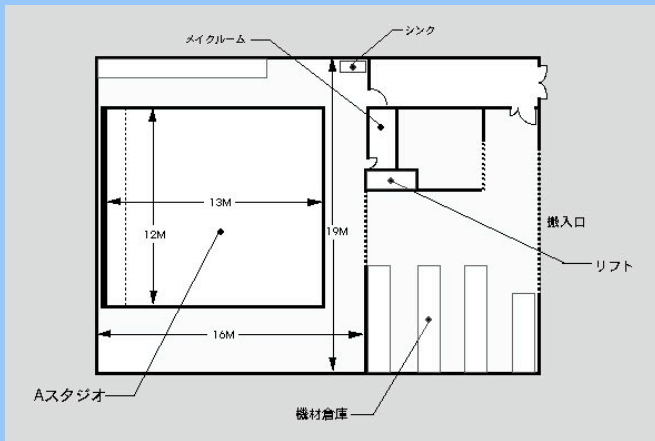 シンク
メイクルーム
13M
12M
19M
搬入口
リフト
16M
Aスタジオ
機材倉庫